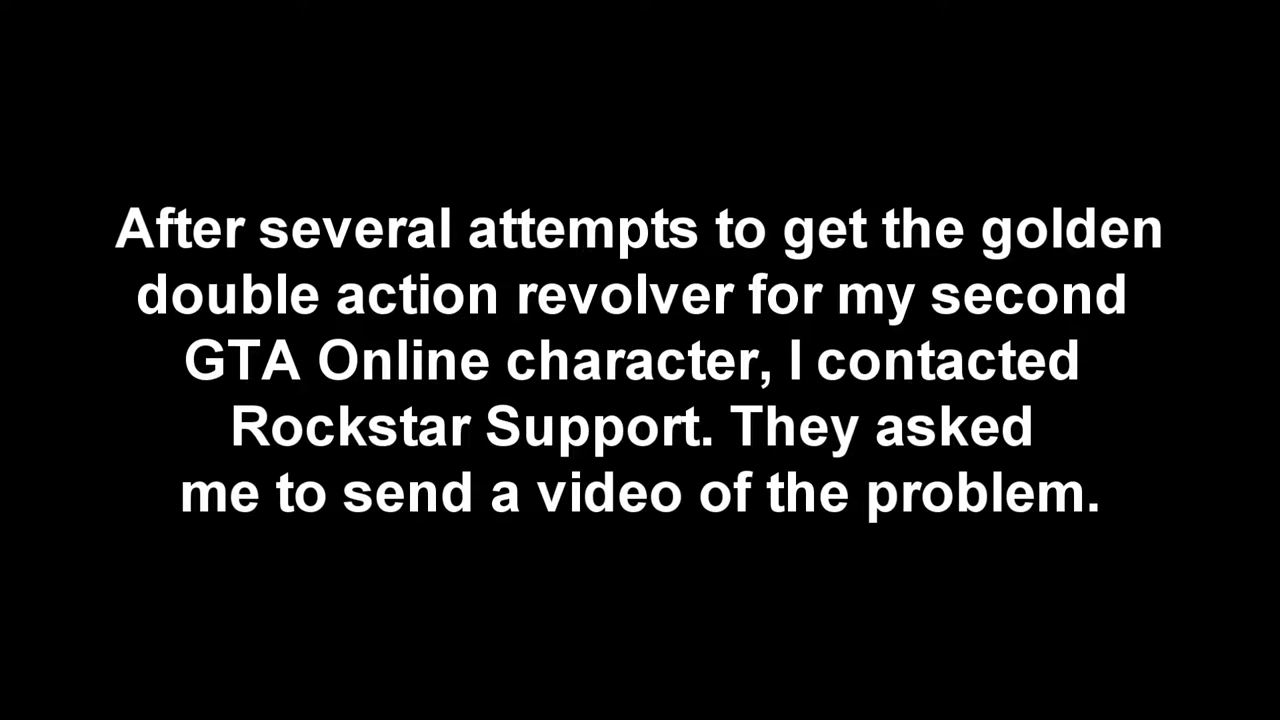 After several attempts to get the golden
double action revolver for my second
GTA Online character, I contacted
Rockstar Support. They asked
me to send a video of the problem.